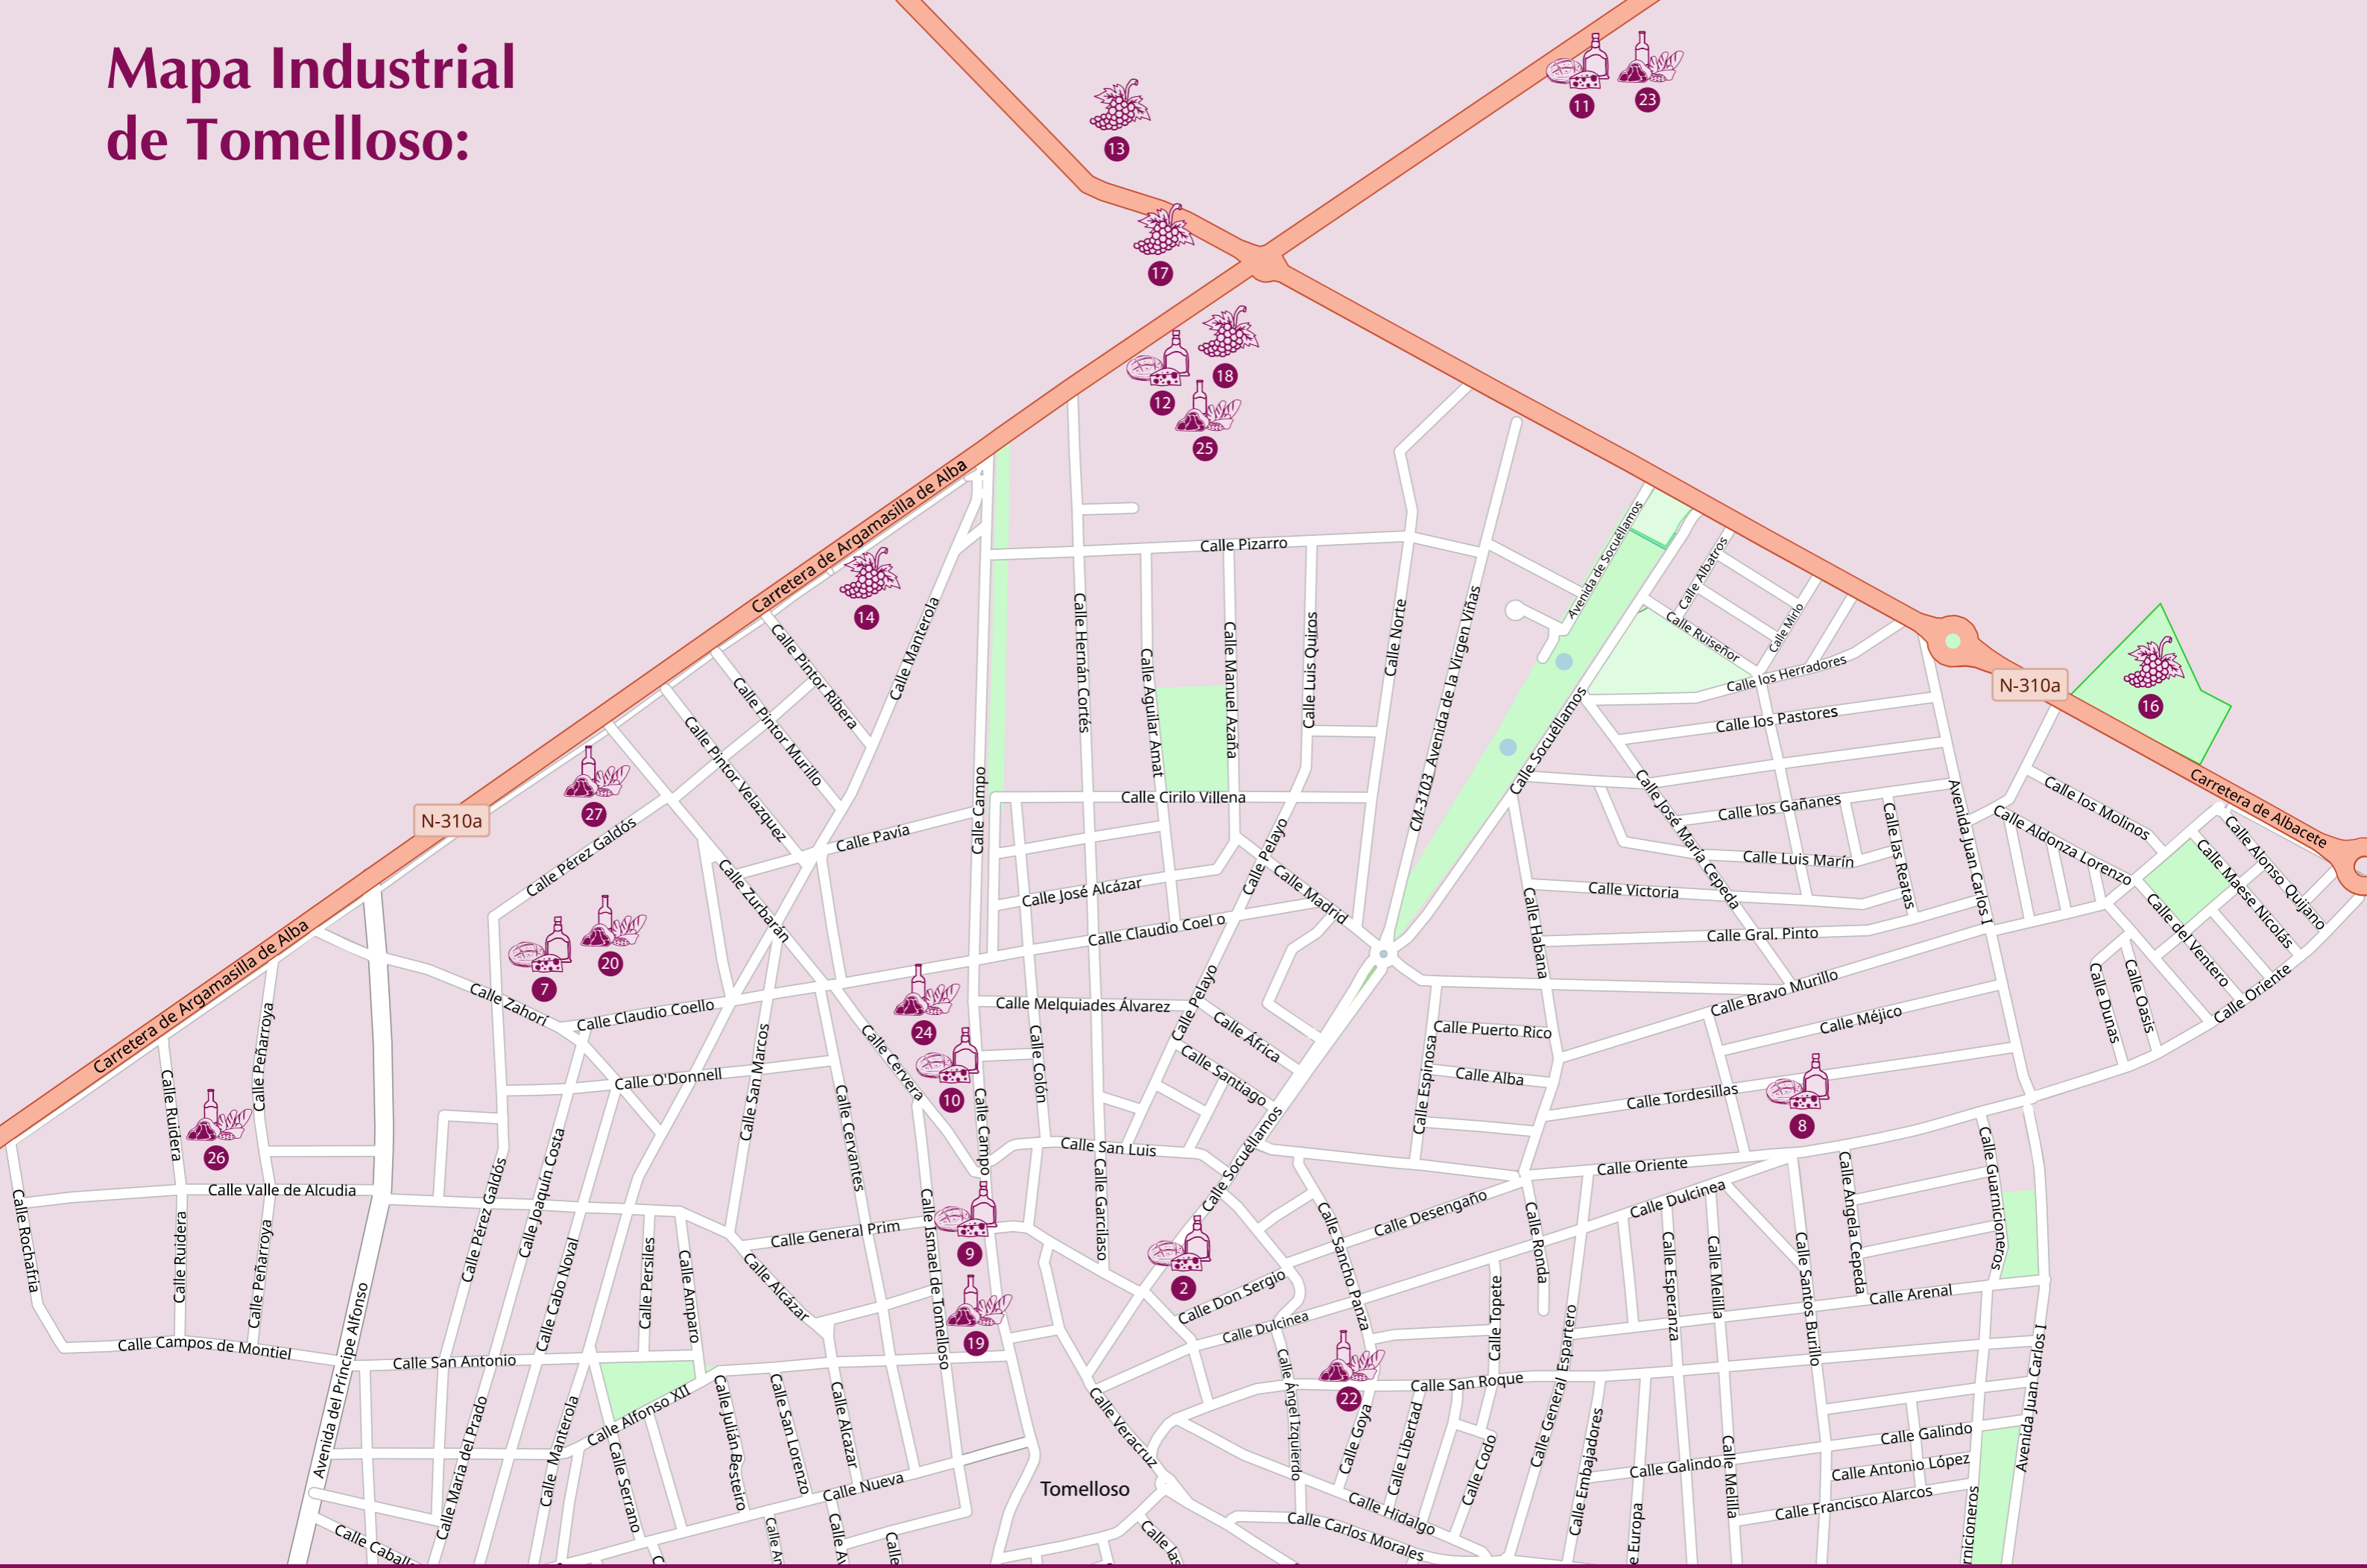 Mapa Industrial
de Tomelloso:
11
23
13
17
18
12
25
Carretera de Argamasilla de Alba
14
Calle Pizarro
Avenida de Socuéllamos
Calle Albatros
Calle Mirlo
Calle Ruiseñor
Calle los Herradores
N-310a
16
Calle Pintor Ribera
Calle Manterola
Calle Hernán Cortés
Calle Aguilar Amat
Calle Manuel Azaña
Calle Luis Quiros
Calle Norte
CM-3103 Avenida de la Virgen Viñas
Calle Socuéllamos
Calle los Pastores
Calle Pintor Murillo
Calle Pintor Velazquez
27
N-310a
Calle Pérez Galdós
Calle Pavía
Calle Campo
Calle Cirilo Villena
Calle Pelayo
Calle José María Cepeda
Calle los Gañanes
Calle Luis Marín
Calle las Reatas
Avenida Juan Carlos I
Calle los Molinos
Calle Aldonza Lorenzo
Carretera de Albacete
Calle Alonso Quijano
Calle Maese Nicolás
Calle del Ventero
Calle Oriente
Calle Dunas
Calle Oasis
Calle Zurbarán
Calle José Alcázar
Calle Madrid
Calle Claudio Coel o
Calle Victoria
Calle Habana
Calle Gral. Pinto
Calle Bravo Murillo
Calle Méjico
Carretera de Argamasilla de Alba
7
20
Calle Zahorí
Calle Claudio Coello
24
Calle Melquiades Álvarez
Calle Pelayo
Calle África
Calle Santiago
Calle Puerto Rico
Calle Alba
Calle Espinosa
Calle Tordesillas
8
Calle Peñarroya
Calle Ruidera
26
Calle O'Donnell
Calle San Marcos
Calle Cervera
10
Calle Colón
Calle Campo
Calle Cervantes
Calle San Luis
Calle Garcilaso
Calle Socuéllamos
Calle Oriente
Calle Dulcinea
Calle Desengaño
Calle Rochafria
Calle Valle de Alcudia
Calle Ruidera
Calle Peñarroya
Calle Pérez Galdós
Calle Joaquín Costa
Calle Cabo Noval
Calle Persiles
Calle Amparo
Calle General Prim
Calle Alcázar
Calle Ismael de Tomelloso
9
19
2
Calle Don Sergio
Calle Dulcinea
Calle Sancho Panza
Calle Ronda
Calle Topete
Calle General Espartero
Calle Esperanza
Calle Melilla
Calle Santos Burillo
Calle Angela Cepeda
Calle Guarnicioneros
Calle Arenal
Calle Campos de Montiel
Avenida del Príncipe Alfonso
Calle San Antonio
Calle Alfonso XII
Calle Maria del Prado
Calle Manterola
Calle Serrano
Calle Julián Besteiro
Calle San Lorenzo
Calle Alcazar
Calle Nueva
Tomelloso
Calle Veracruz
Calle Angel Izquierdo
22
Calle San Roque
Calle Goya
Calle Libertad
Calle Codo
Calle Hidalgo
Calle Carlos Morales
Calle Embajadores
Calle Galindo
Calle Galindo
Calle Antonio López
Calle Francisco Alarcos
Calle Melilla
Avenida Juan Carlos I
e Europa
rnicioneros
Calle Caball
Calle Ar
Calle Av
Calle
Calle las
C